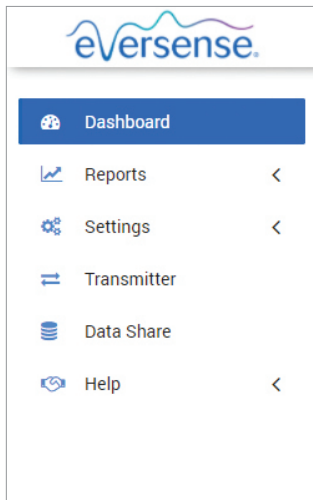 eversense.
Dashboard
Reports
Settings
Transmitter
Data Share
Help